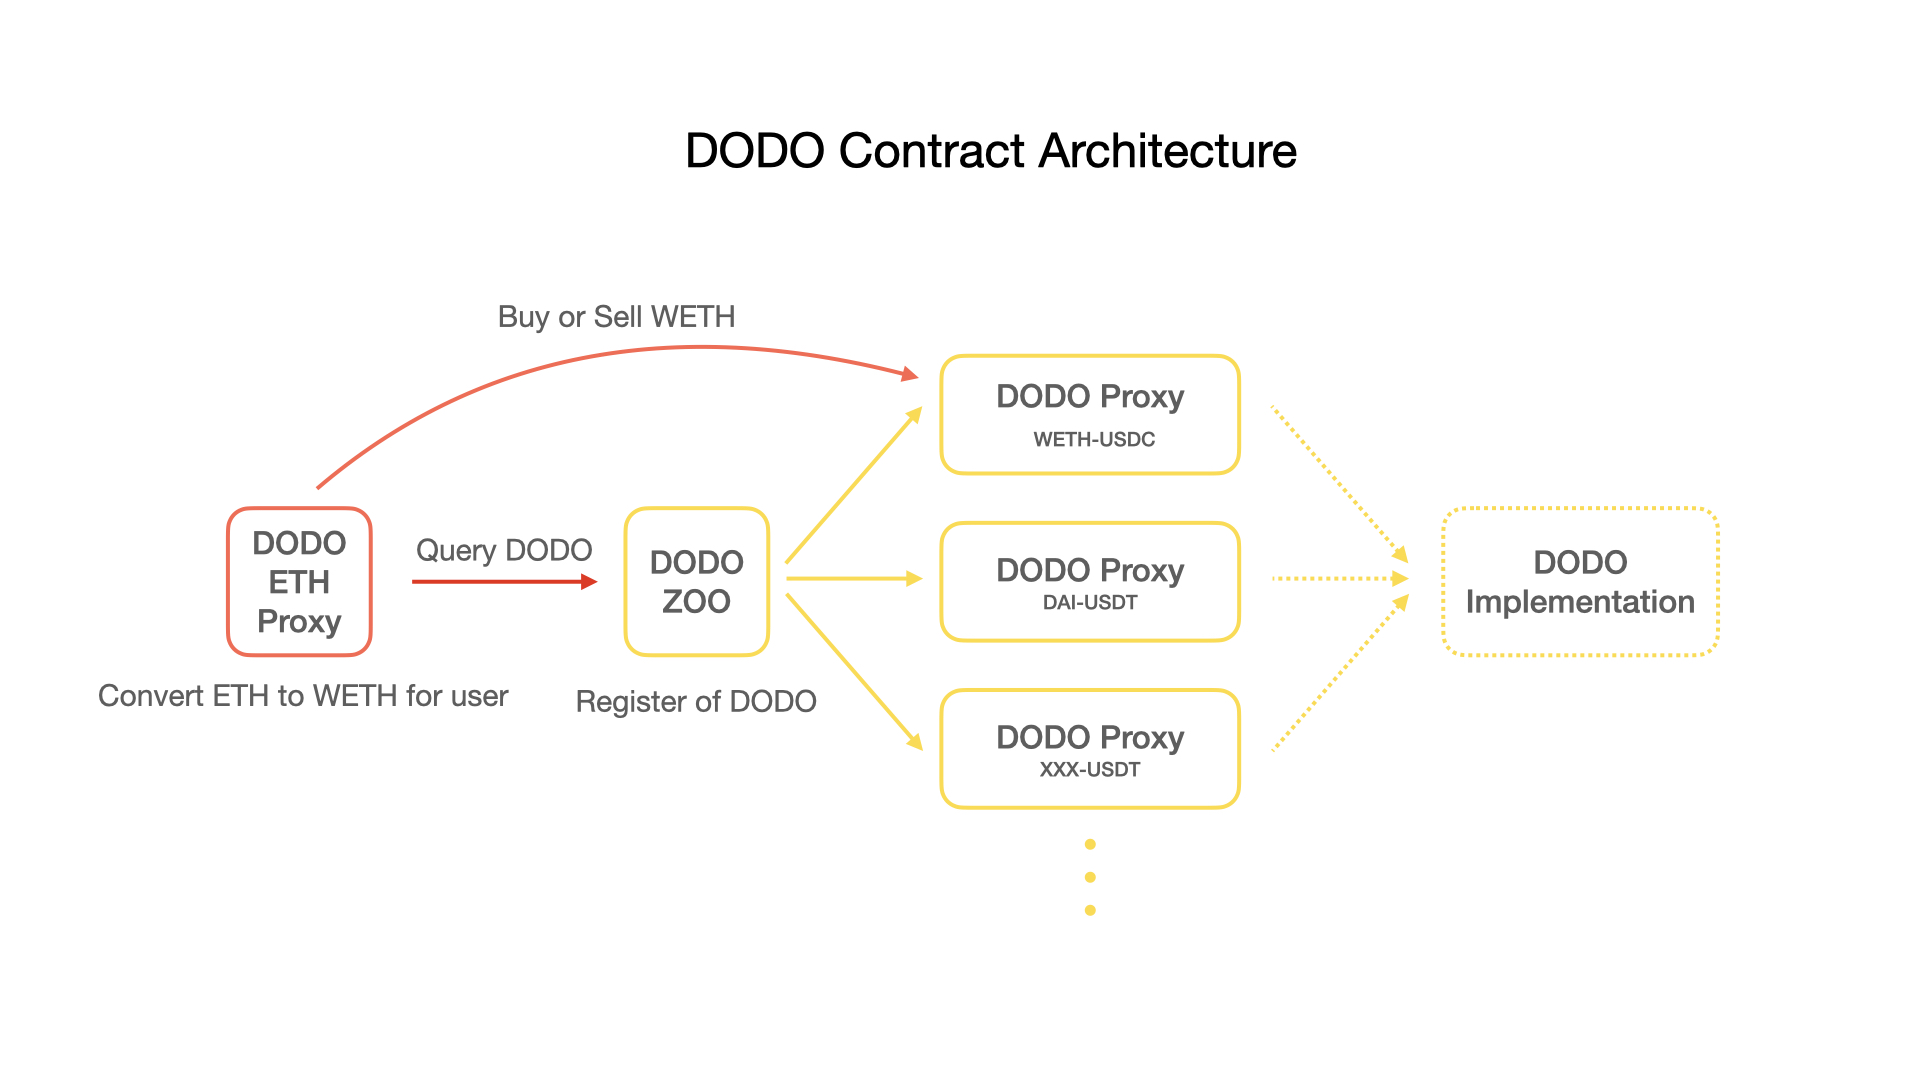 DODO Contract Architecture
Buy or Sell WETH
DODO
ETH
Proxy
Convert ETH to WETH for user
Query DODO
DODO
ZOO
Register of DODO
DODO Proxy
WETH-USDC
DODO Proxy
DAI-USDT
DODO Proxy
XXX-USDT
DODO
Implementation